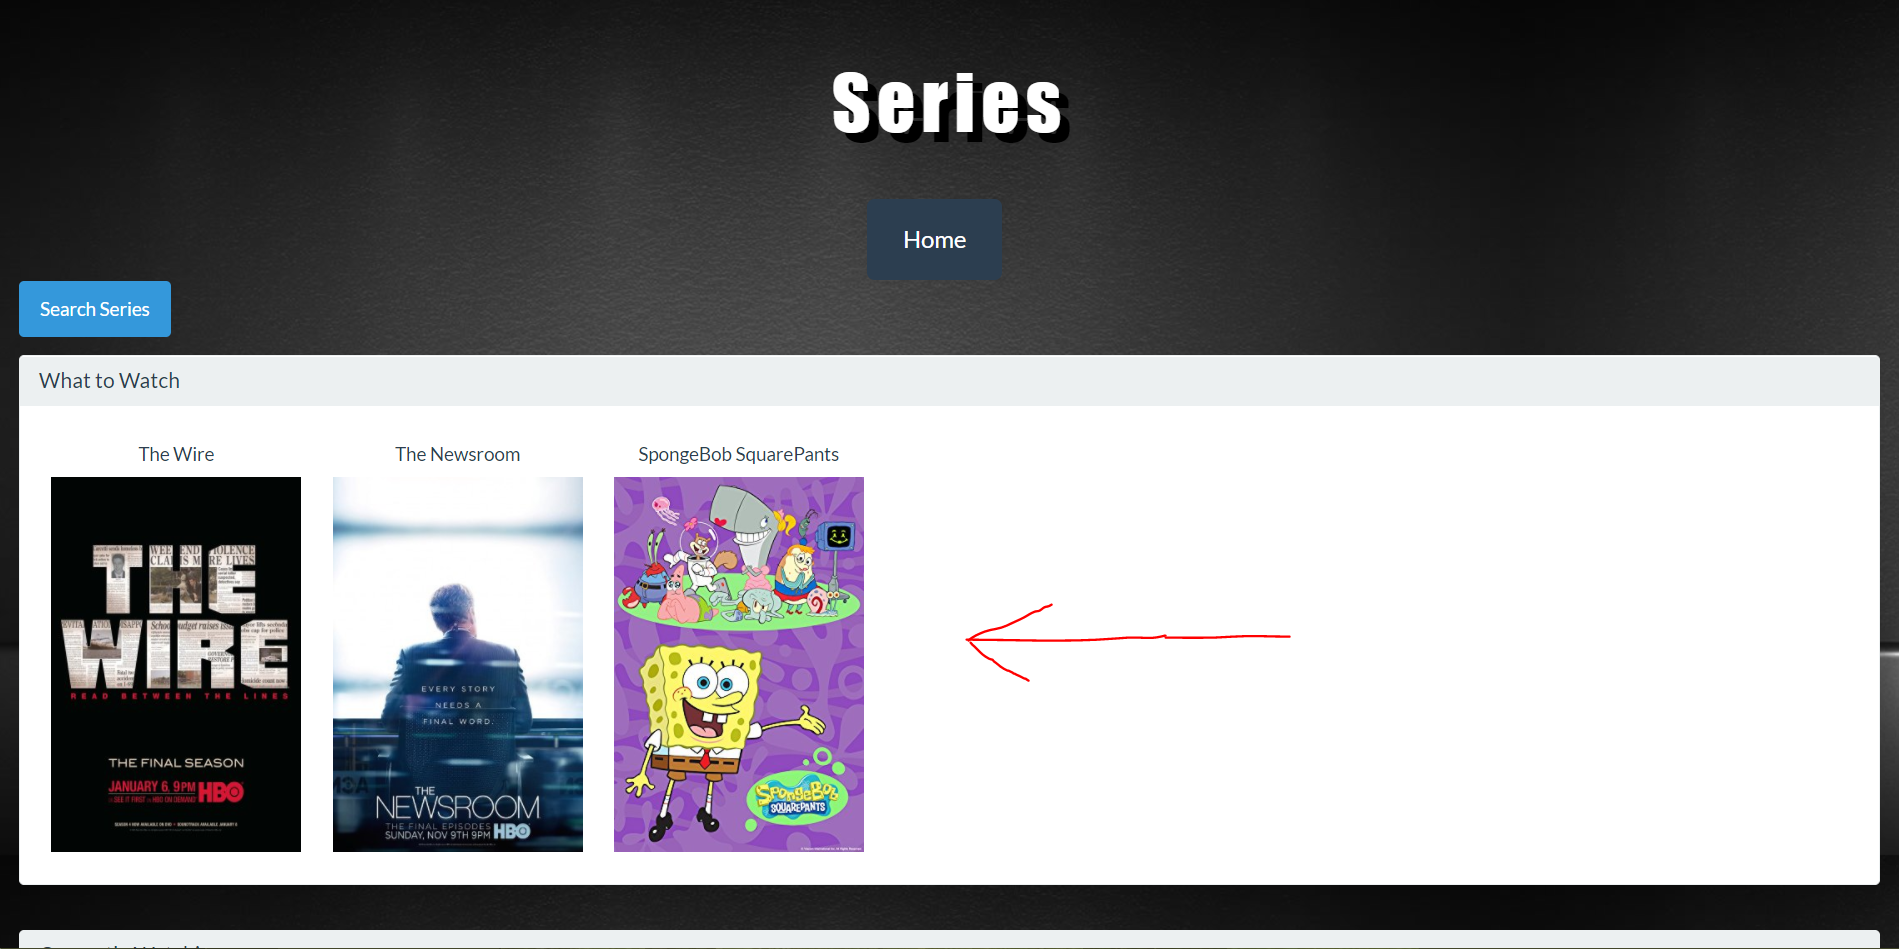 Series
Home
Search Series
What to Watch
The Wire
The Newsroom
SpongeBob SquarePants
THE
WIRE
READ BETWEEN THE LINES
THE FINAL SEASON
JANUARY 6, 9PM HBO
EVERY STORY
NEEDS A
FINAL WORD.
THE
NEWSROOM
THE FINAL EPISODES
SUNDAY, NOV 9TH 9PM HBO
SpongeBob
SQUAREPANTS